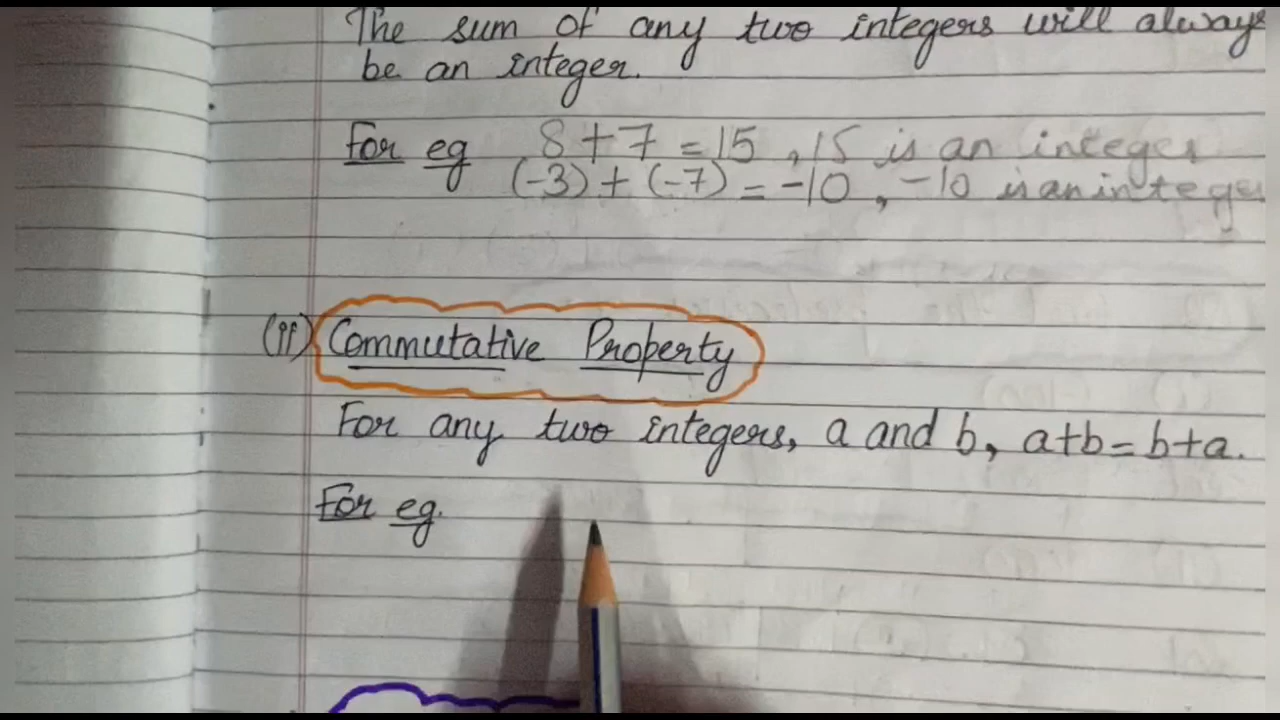 The sum of any two integers will always
be an integer.
For eg 8 + 7 = 15 , 15 is an integer
(-3) + (-7) = -10 , -10 is an integer
(ii) Commutative Property
For any two integers, a and b, a+b=b+a.
For eg.